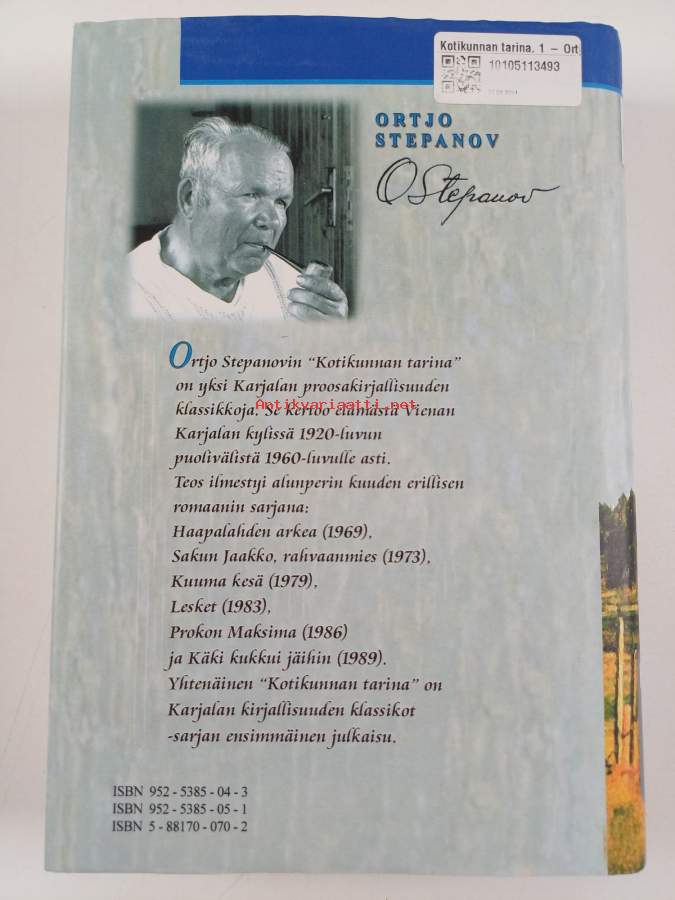 Kotikunnan tarina. 1 – Ort
10105113493
ORTJO
STEPANOV
O Stepanov
Ortjo Stepanovin “Kotikunnan tarina”
on yksi Karjalan proosakirjallisuuden
klassikkoja. Se kertoo elämästä Vienan
Antikvariaatti.net
Karjalan kylissä 1920-luvun
puolivälistä 1960-luvulle asti.
Teos ilmestyi alunperin kuuden erillisen
romaanin sarjana:
Haapalahden arkea (1969),
Sakun Jaakko, rahvaanmies (1973),
Kuuma kesä (1979),
Lesket (1983),
Prokon Maksima (1986)
ja Käki kukkui jäihin (1989).
Yhtenäinen “Kotikunnan tarina” on
Karjalan kirjallisuuden klassikot
-sarjan ensimmäinen julkaisu.
ISBN 952 - 5385 - 04 - 3
ISBN 952 - 5385 - 05 - 1
ISBN 5 - 88170 - 070 - 2